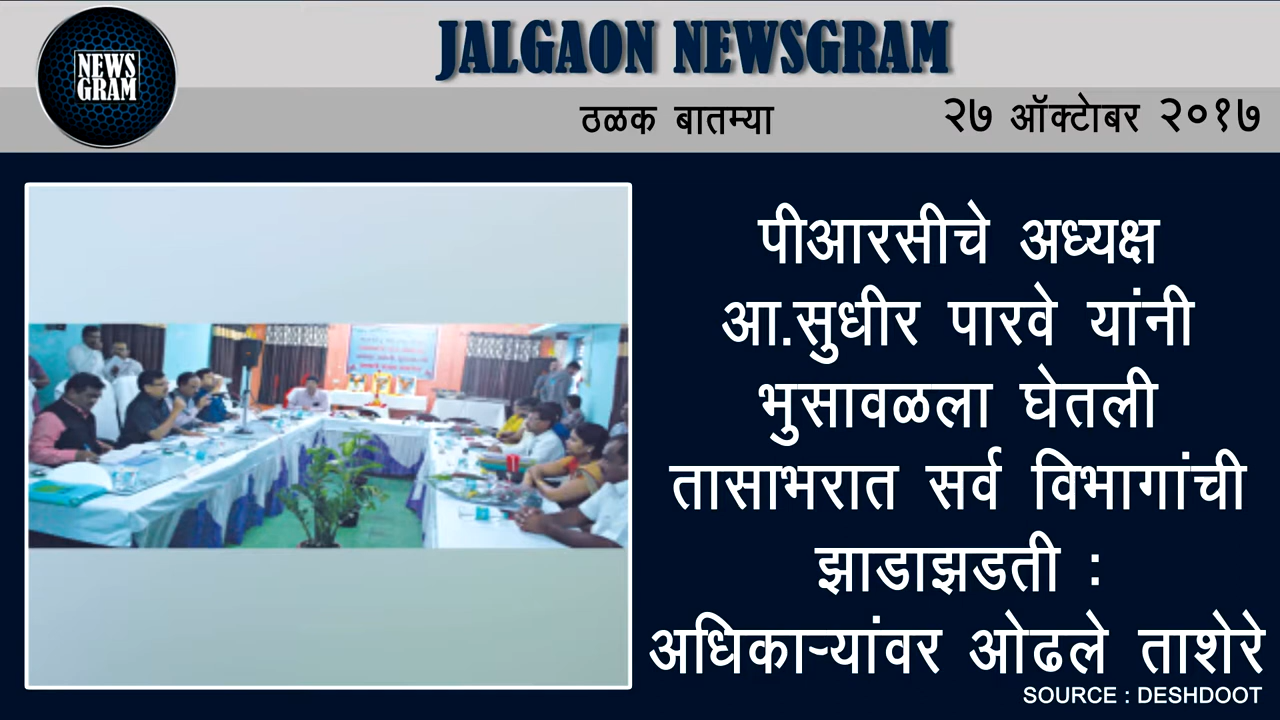 NEWS
GRAM
JALGAON NEWSGRAM
ठळक बातम्या
२७ ऑक्टोबर २०१७
पीआरसीचे अध्यक्ष
आ.सुधीर पारवे यांनी
भुसावळला घेतली
तासाभरात सर्व विभागांची
झाडाझडती :
अधिकाऱ्यांवर ओढले ताशेरे
SOURCE : DESHDOOT